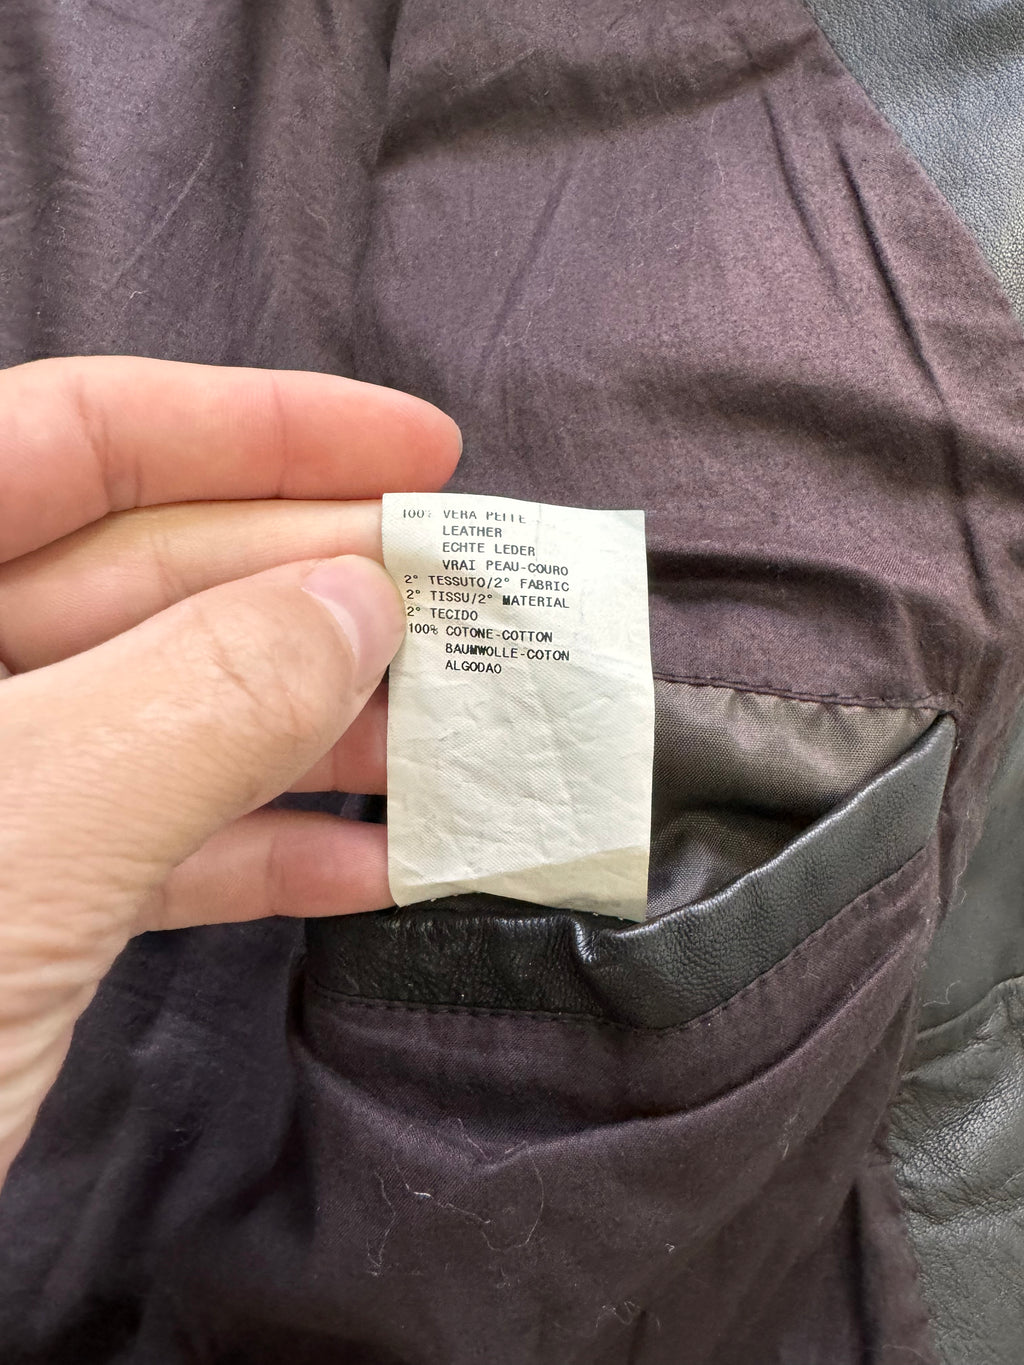 100% VERA PELLE
LEATHER
ECHTE LEDER
VRAI PEAU-COURO
2° TESSUTO/2° FABRIC
2° TISSU/2° MATERIAL
2° TECIDO
100% COTONE-COTTON
BAUMWOLLE-COTON
ALGODAO